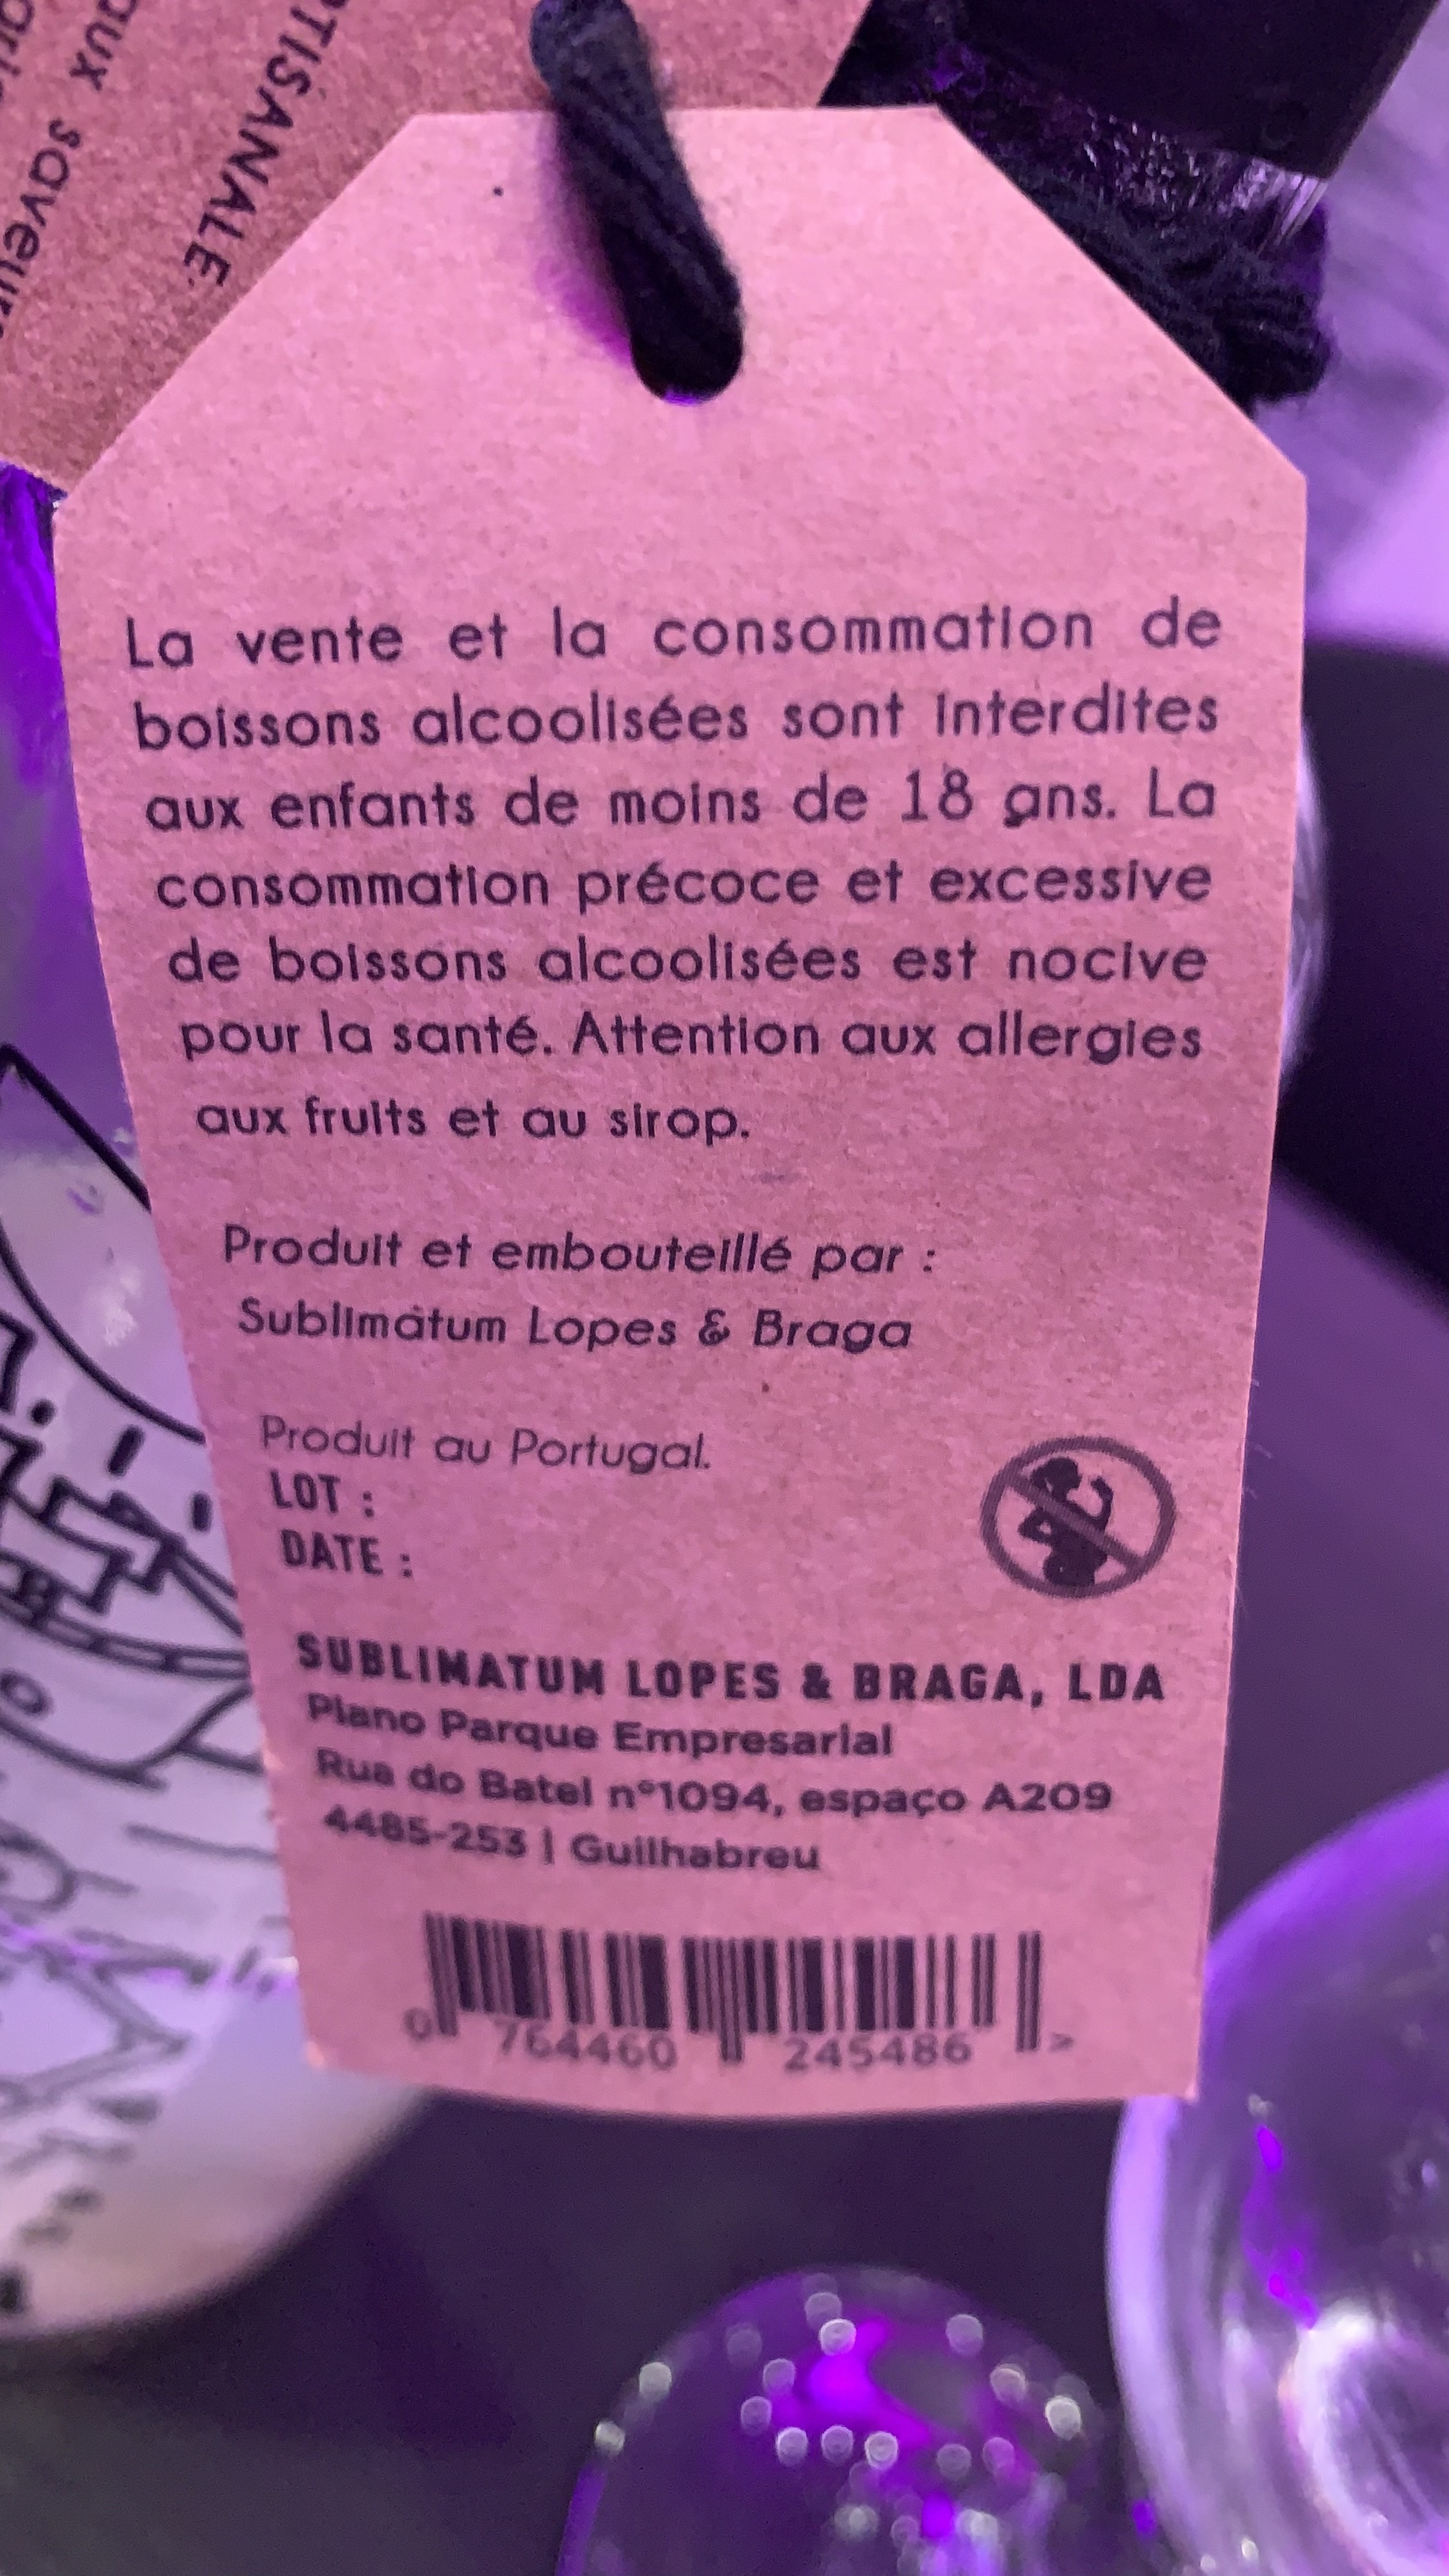 RTISANALE
aux saveur
La vente et la consommation de
boissons alcoolisées sont interdites
aux enfants de moins de 18 ans. La
consommation précoce et excessive
de boissons alcoolisées est nocive
pour la santé. Attention aux allergies
aux fruits et au sirop.
Produit et embouteillé par :
Sublimatum Lopes & Braga
Produit au Portugal.
LOT :
DATE :
SUBLIMATUM LOPES & BRAGA, LDA
Plano Parque Empresarial
Rua do Batel nº1094, espaço A209
4485-253 | Guilhabreu
0 764460 245486 >